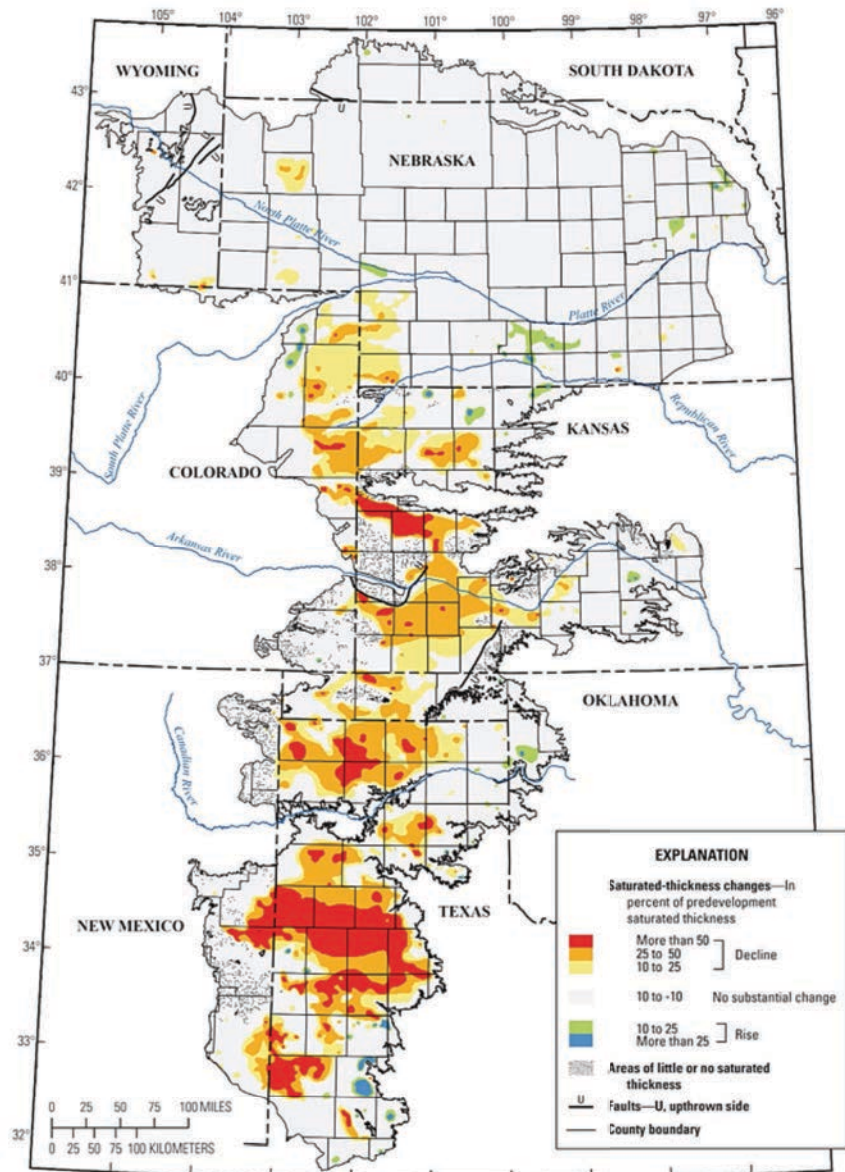 105° 104° 103° 102° 101° 100° 99° 98° 97° 96°
WYOMING
SOUTH DAKOTA
43°
U
U
U
NEBRASKA
42°
North Platte River
41°
Platte River
40°
South Platte River
Republican River
KANSAS
39°
COLORADO
Arkansas River
38°
37°
OKLAHOMA
Canadian River
36°
35°
NEW MEXICO
TEXAS
34°
33°
32°
0 25 50 75 100 MILES
0 25 50 75 100 KILOMETERS
EXPLANATION
Saturated-thickness changes—In
percent of predevelopment
saturated thickness
More than 50
25 to 50
10 to 25
Decline
10 to -10 No substantial change
10 to 25
More than 25
Rise
Areas of little or no saturated
thickness
U
Faults—U, upthrown side
County boundary